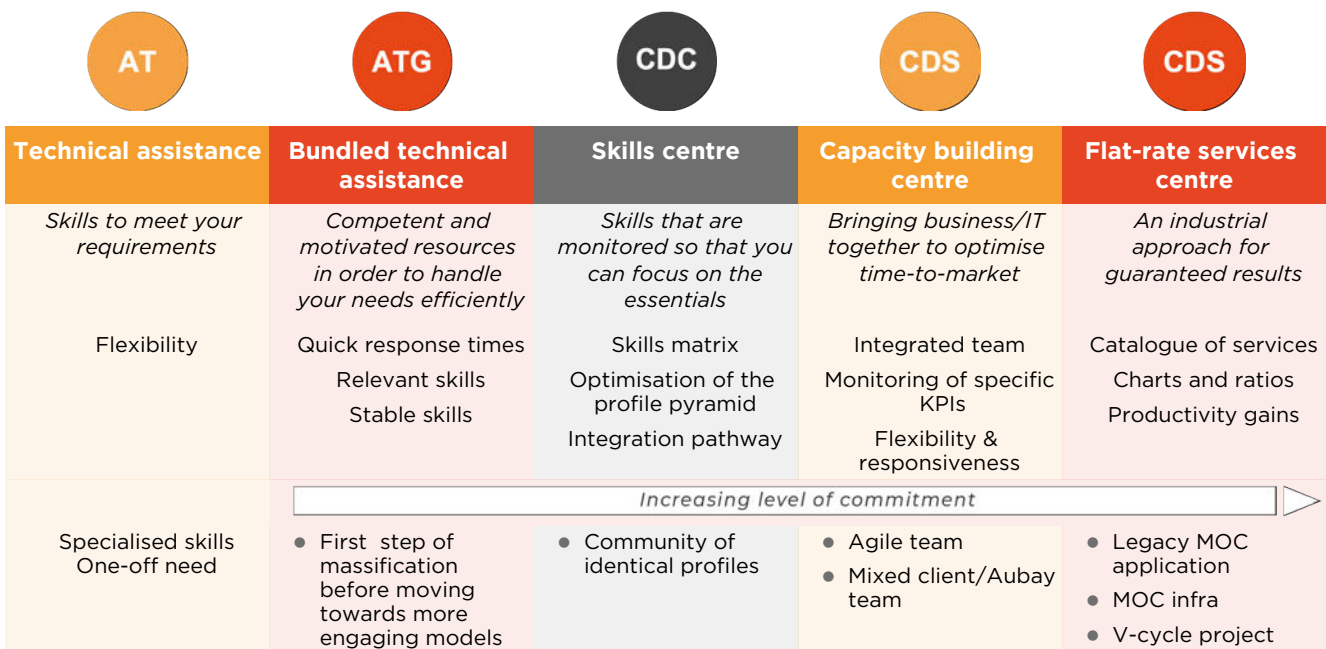 AT
ATG
CDC
CDS
CDS
Technical assistance
Bundled technical
assistance
Skills centre
Capacity building
centre
Flat-rate services
centre
Skills to meet your
requirements
Competent and
motivated resources
in order to handle
your needs efficiently
Skills that are
monitored so that you
can focus on the
essentials
Bringing business/IT
together to optimise
time-to-market
An industrial
approach for
guaranteed results
Flexibility
Quick response times
Relevant skills
Stable skills
Skills matrix
Optimisation of the
profile pyramid
Integration pathway
Integrated team
Monitoring of specific
KPIs
Flexibility &
responsiveness
Catalogue of services
Charts and ratios
Productivity gains
Increasing level of commitment
Specialised skills
One-off need
• First step of
massification
before moving
towards more
engaging models
• Community of
identical profiles
• Agile team
• Mixed client/Aubay
team
• Legacy MOC
application
• MOC infra
• V-cycle project